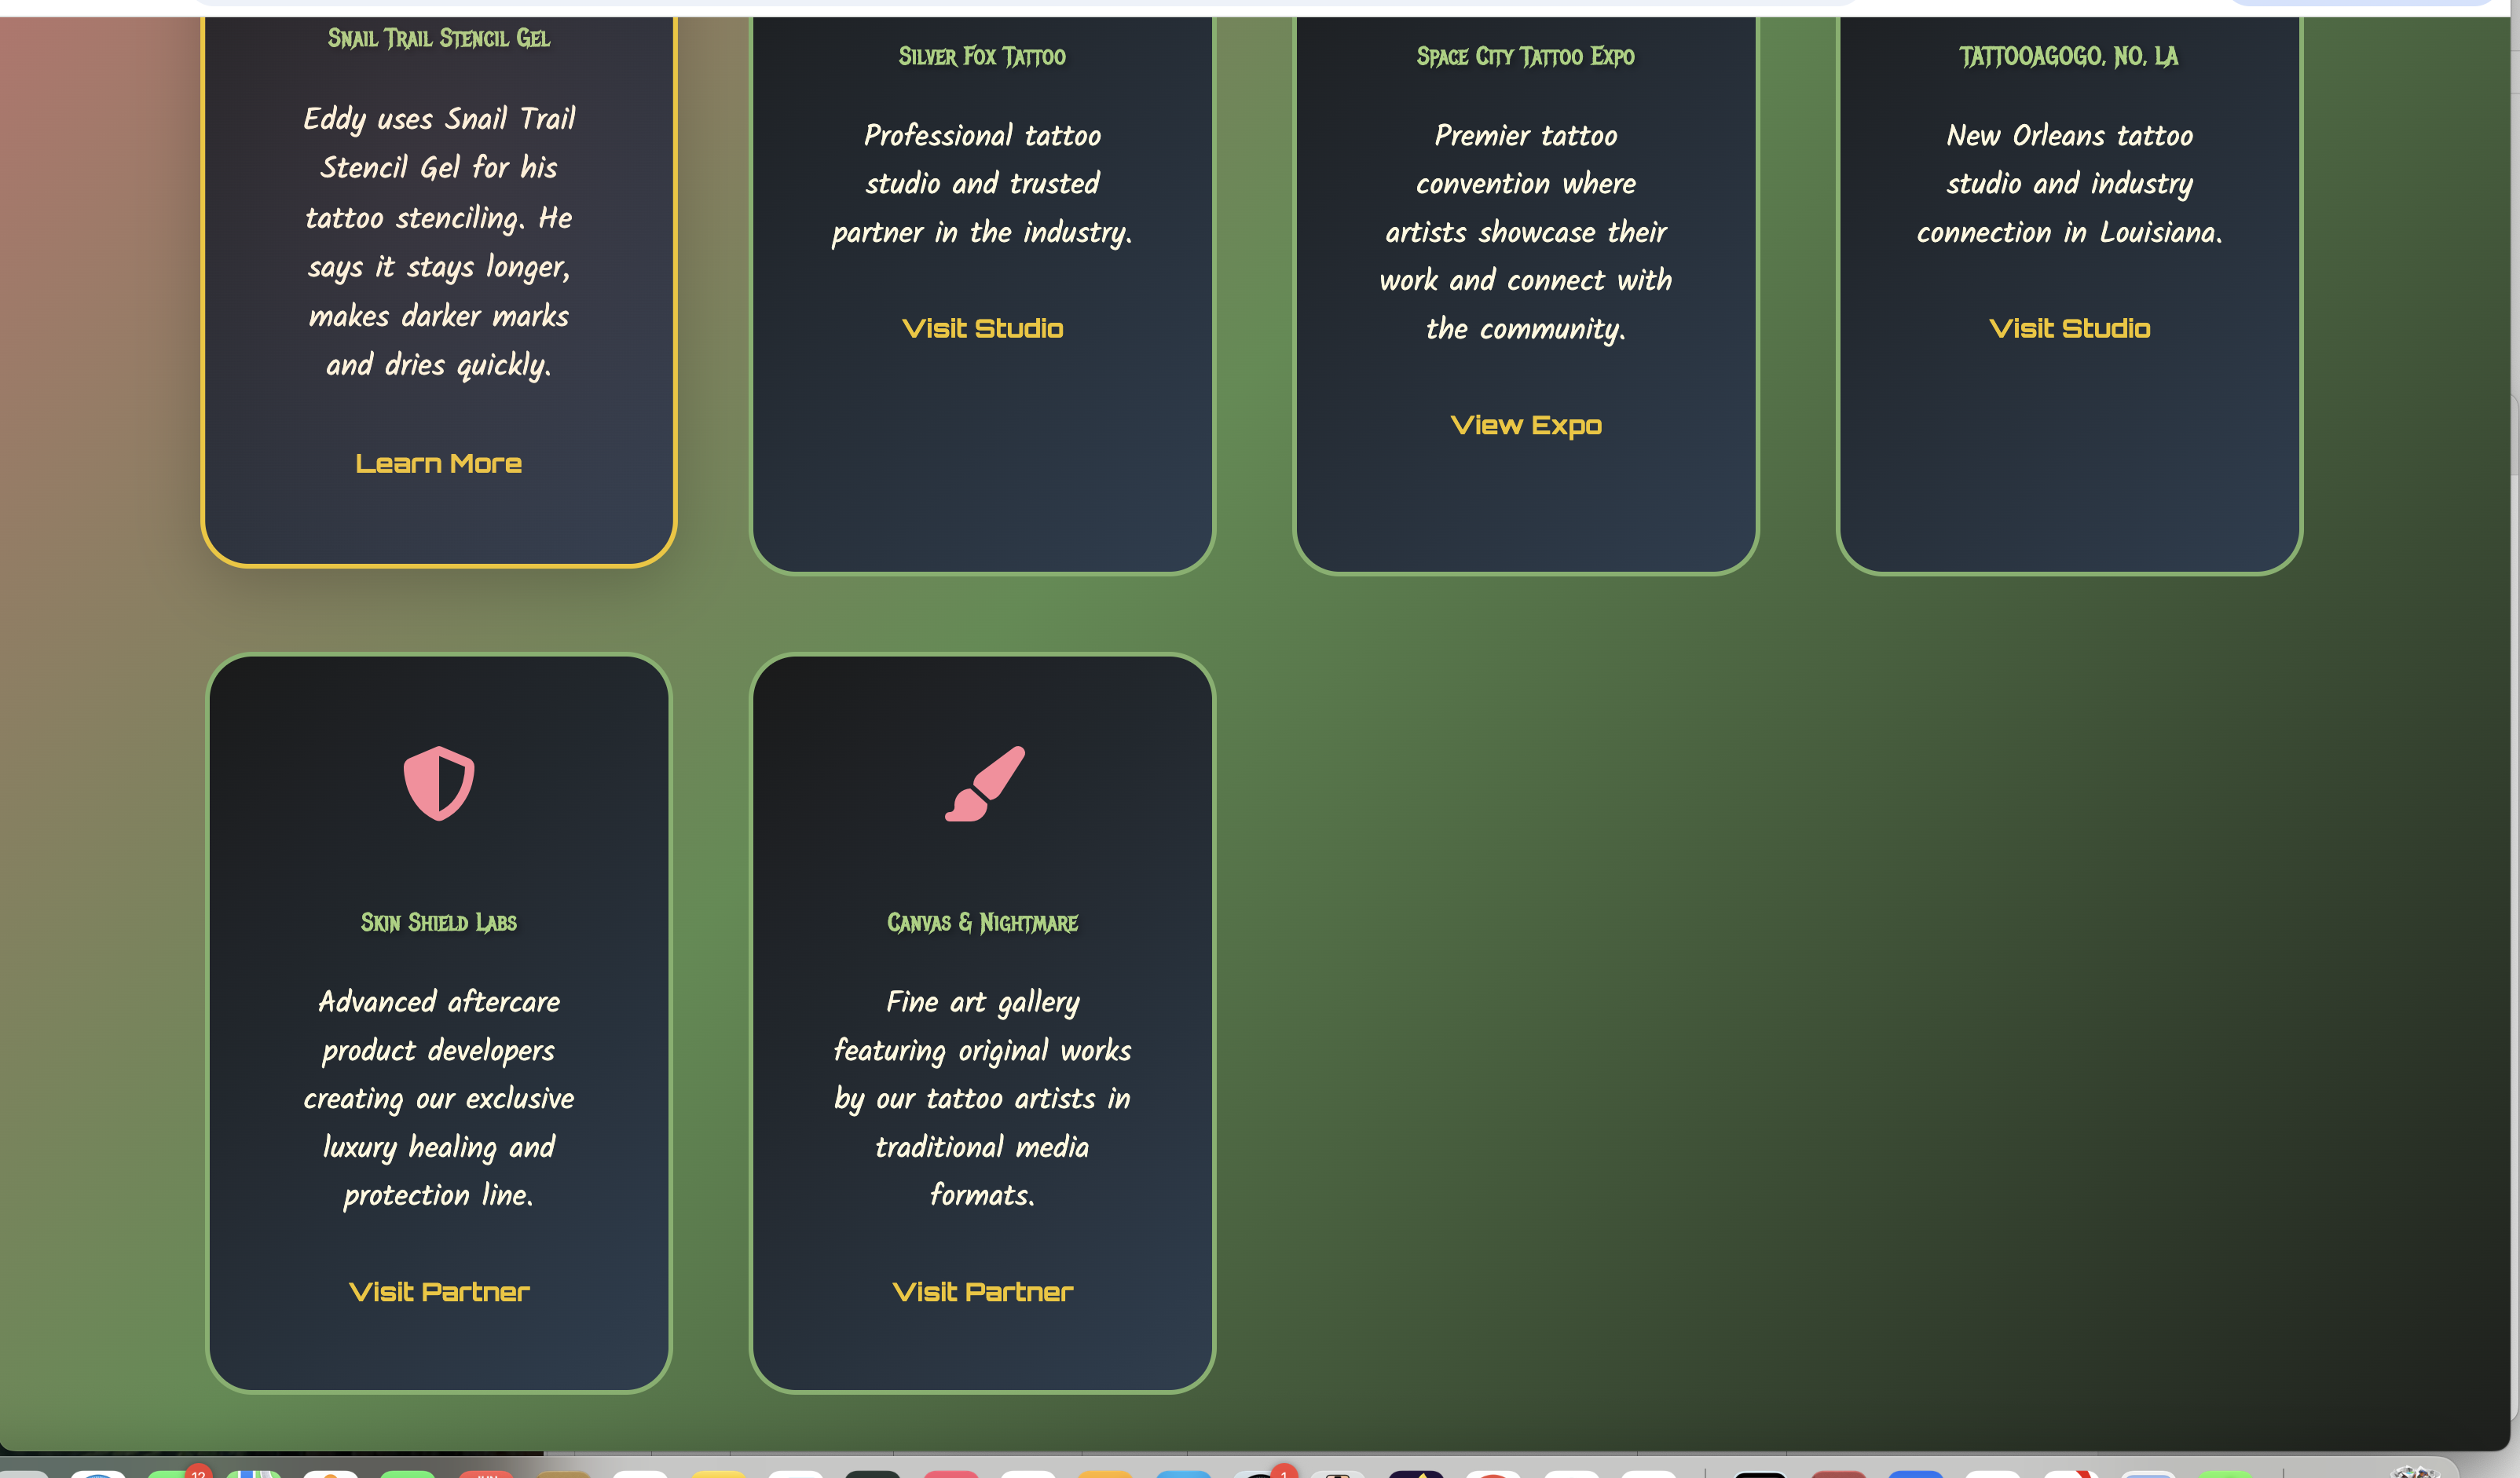 Snail Trail Stencil Gel
Eddy uses Snail Trail
Stencil Gel for his
tattoo stenciling. He
says it stays longer,
makes darker marks
and dries quickly.
Learn More
Silver Fox Tattoo
Professional tattoo
studio and trusted
partner in the industry.
Visit Studio
Space City Tattoo Expo
Premier tattoo
convention where
artists showcase their
work and connect with
the community.
View Expo
TATTOOAGOGO, NO, LA
New Orleans tattoo
studio and industry
connection in Louisiana.
Visit Studio
Skin Shield Labs
Advanced aftercare
product developers
creating our exclusive
luxury healing and
protection line.
Visit Partner
Canvas & Nightmare
Fine art gallery
featuring original works
by our tattoo artists in
traditional media
formats.
Visit Partner
12
1